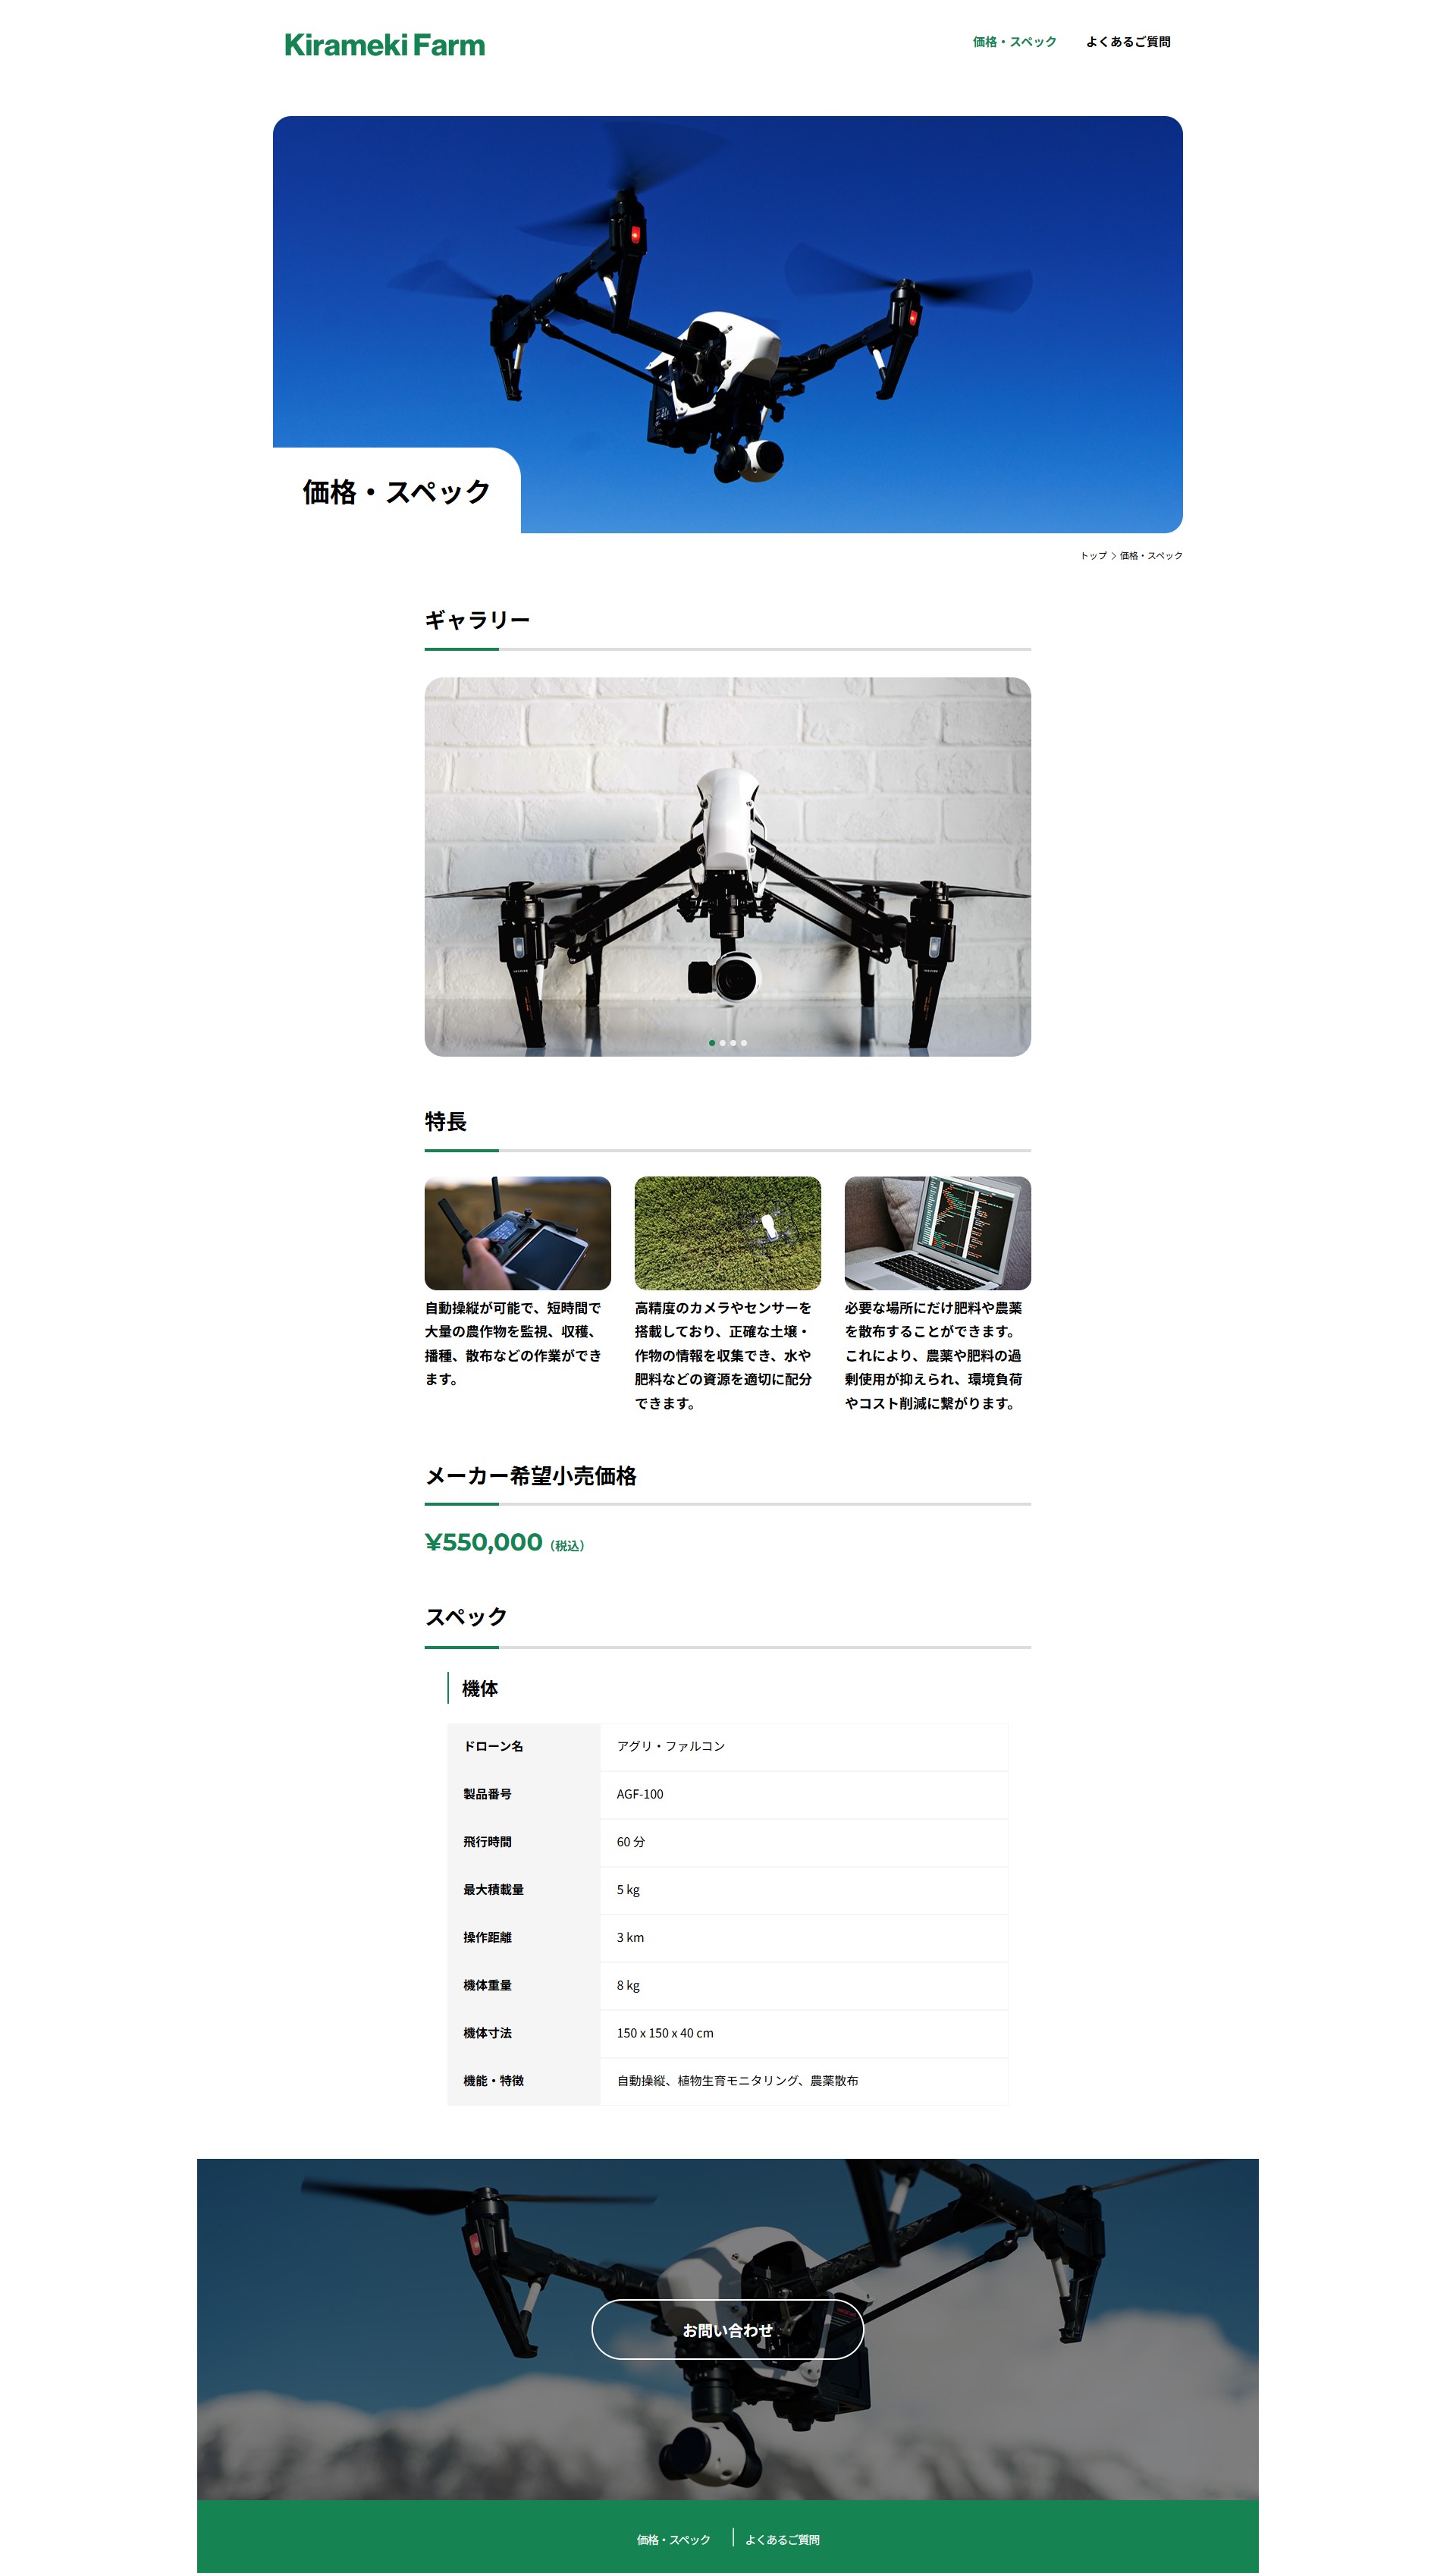 Kirameki Farm
価格・スペック
よくあるご質問
価格・スペック
トップ > 価格・スペック
ギャラリー
特長
自動操縦が可能で、短時間で
大量の農作物を監視、収穫、
播種、散布などの作業ができ
ます。
高精度のカメラやセンサーを
搭載しており、正確な土壌・
作物の情報を収集でき、水や
肥料などの資源を適切に配分
できます。
必要な場所にだけ肥料や農薬
を散布することができます。
これにより、農薬や肥料の過
剰使用が抑えられ、環境負荷
やコスト削減に繋がります。
メーカー希望小売価格
¥550,000（税込）
スペック
機体
ドローン名 アグリ・ファルコン
製品番号 AGF-100
飛行時間 60 分
最大積載量 5 kg
操作距離 3 km
機体重量 8 kg
機体寸法 150 x 150 x 40 cm
機能・特徴 自動操縦、植物生育モニタリング、農薬散布
お問い合わせ
価格・スペック
よくあるご質問